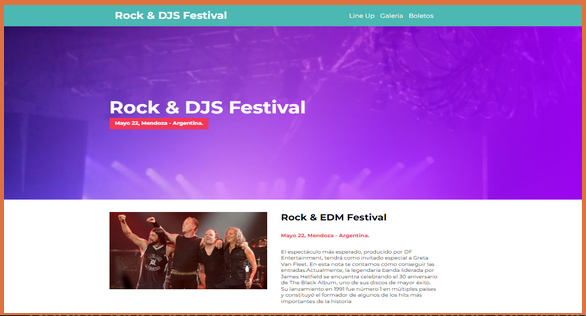 Rock & DJS Festival
Line Up Galeria Boletos
Rock & DJS Festival
Mayo 22, Mendoza - Argentina.
Rock & EDM Festival
Mayo 22, Mendoza - Argentina.
El espectáculo más esperado, producido por DF
Entertainment, tendrá como invitado especial a Greta
Van Fleet. En esta nota te contamos cómo conseguir las
entradas.Actualmente, la legendaria banda liderada por
James Hetfield se encuentra celebrando el 30 aniversario
de The Black Album, uno de sus discos de mayor éxito.
Su lanzamiento en 1991 fue número 1 en múltiples países
y constituyó el formador de algunos de los hits más
importantes de la historia